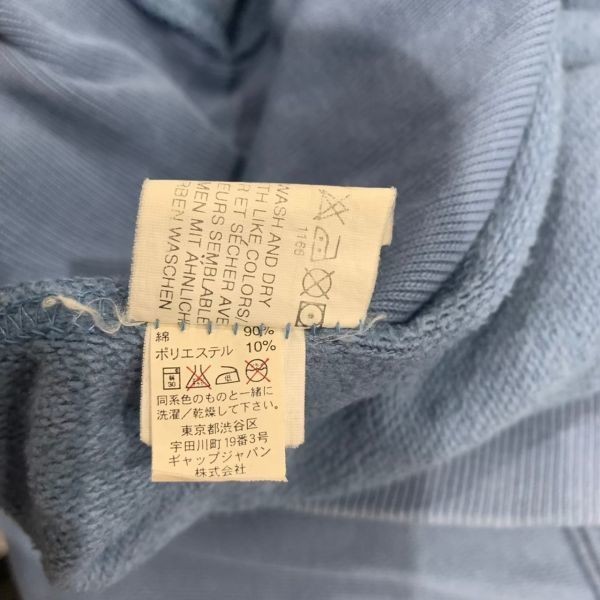 WASH AND DRY
TH LIKE COLORS/
R ET SÉCHER AVE
EURS SEMBLABLE
MEN MIT ÄHNLICH
RBEN WASCHEN
1166
綿 90%
ポリエステル 10%
同系色のものと一緒に
洗濯/乾燥して下さい。
東京都渋谷区
宇田川町19番3号
ギャップジャパン
株式会社